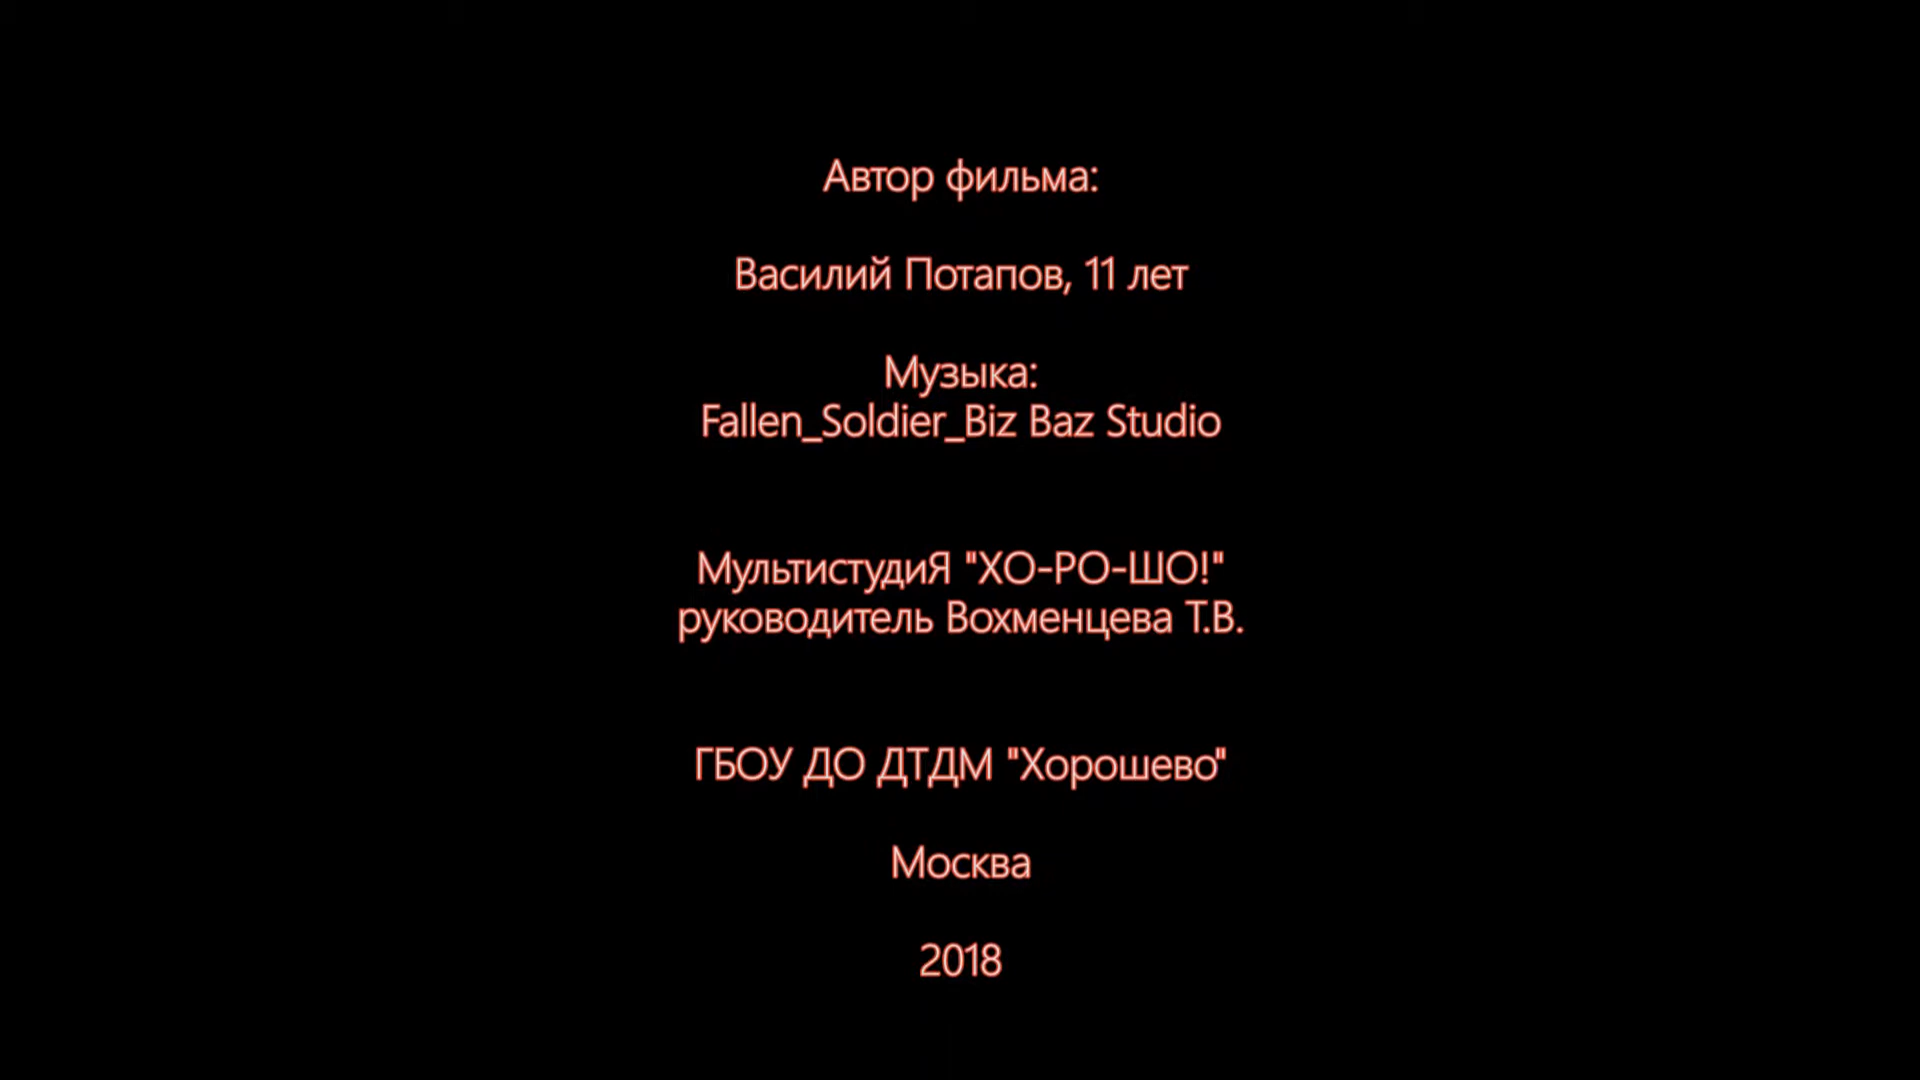 Автор фильма:
Василий Потапов, 11 лет
Музыка:
Fallen_Soldier_Biz Baz Studio
МультистудиЯ "ХО-РО-ШО!"
руководитель Вохменцева Т.В.
ГБОУ ДО ДТДМ "Хорошево"
Москва
2018